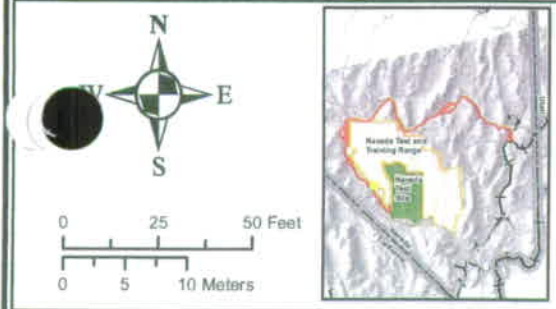 N
W E
S
0 25 50 Feet
0 5 10 Meters
Nevada Test and
Training Range
Nevada
Test
Site